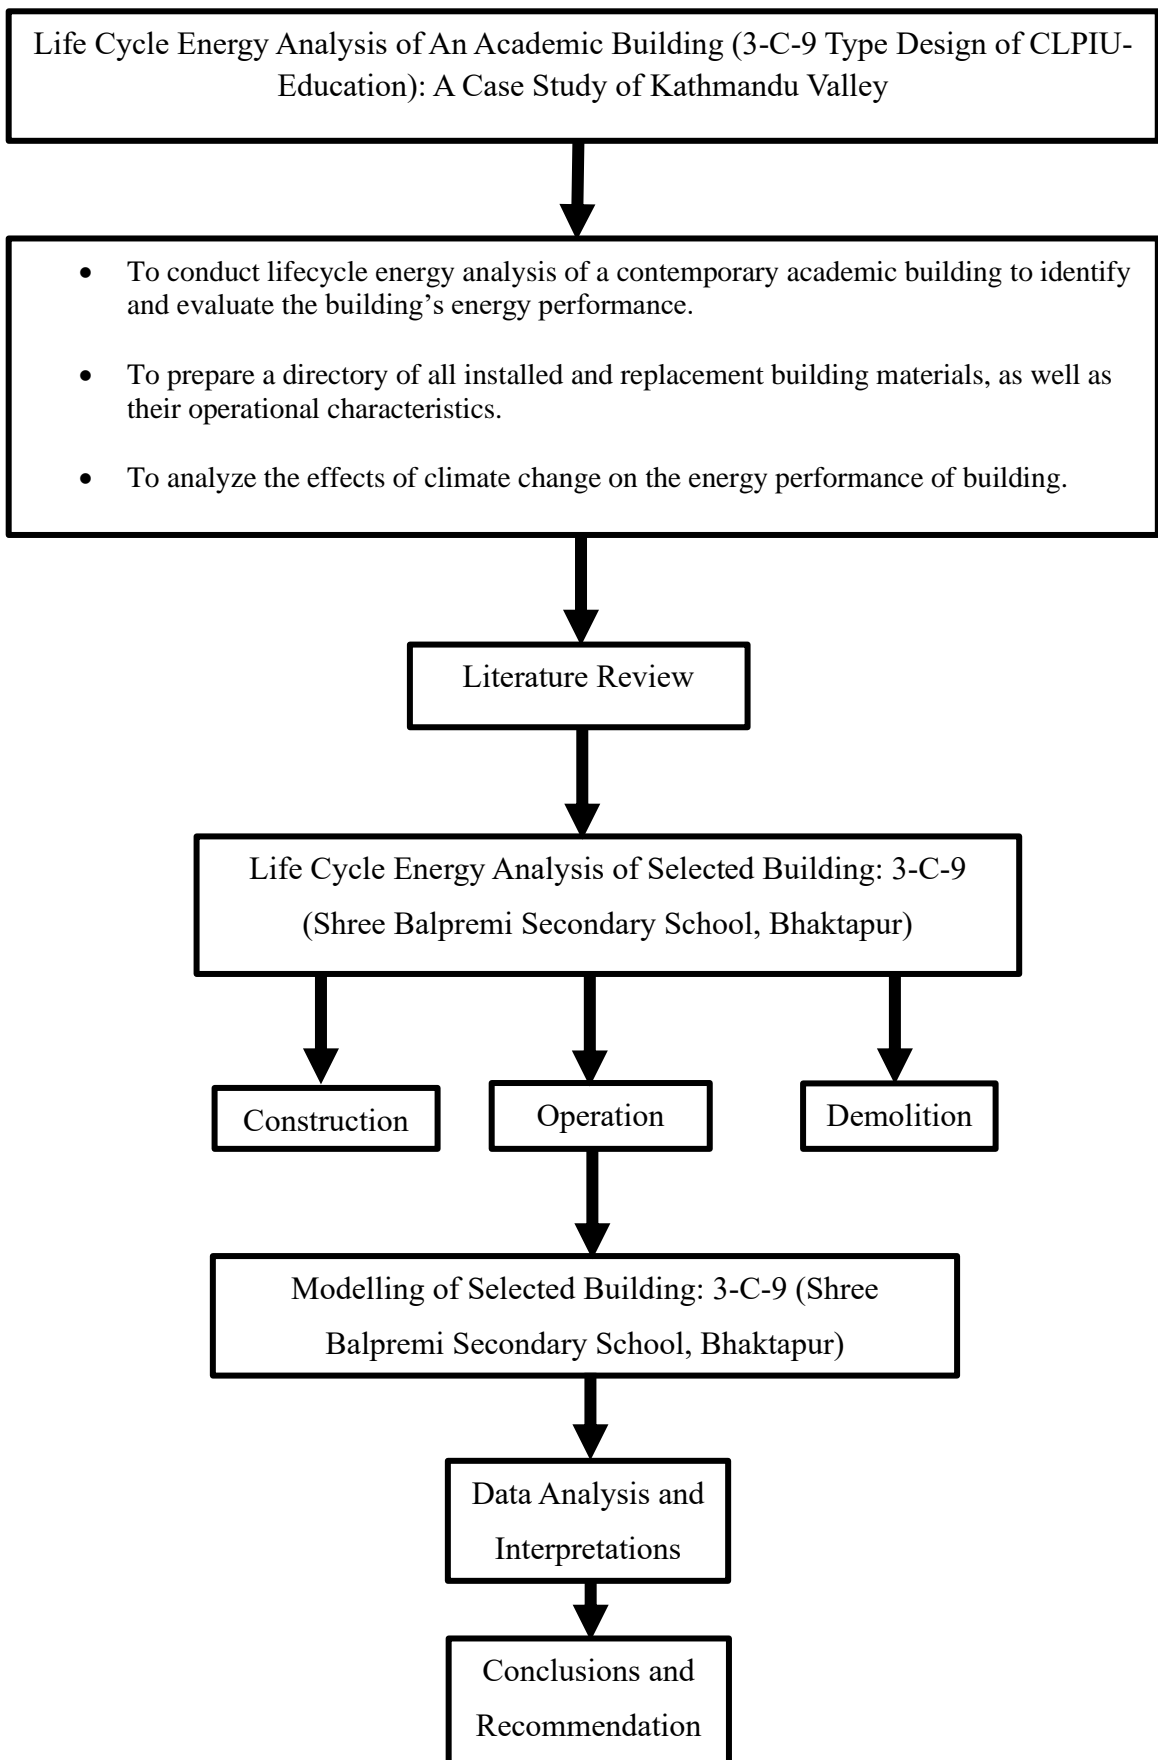 Life Cycle Energy Analysis of An Academic Building (3-C-9 Type Design of CLPIU-
Education): A Case Study of Kathmandu Valley
• To conduct lifecycle energy analysis of a contemporary academic building to identify
and evaluate the building’s energy performance.
• To prepare a directory of all installed and replacement building materials, as well as
their operational characteristics.
• To analyze the effects of climate change on the energy performance of building.
Literature Review
Life Cycle Energy Analysis of Selected Building: 3-C-9
(Shree Balpremi Secondary School, Bhaktapur)
Construction
Operation
Demolition
Modelling of Selected Building: 3-C-9 (Shree
Balpremi Secondary School, Bhaktapur)
Data Analysis and
Interpretations
Conclusions and
Recommendation